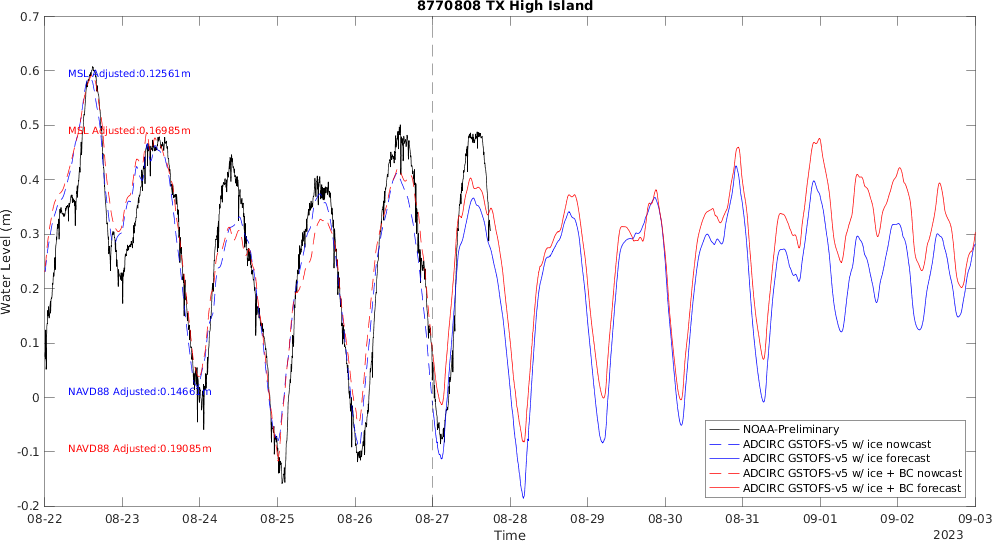 8770808 TX High Island
0.7
0.6
0.5
0.4
0.3
0.2
0.1
0
-0.1
-0.2
Water Level (m)
MSL Adjusted:0.12561m
MSL Adjusted:0.16985m
NAVD88 Adjusted:0.14661m
NAVD88 Adjusted:0.19085m
NOAA-Preliminary
ADCIRC GSTOFS-v5 w/ ice nowcast
ADCIRC GSTOFS-v5 w/ ice forecast
ADCIRC GSTOFS-v5 w/ ice + BC nowcast
ADCIRC GSTOFS-v5 w/ ice + BC forecast
08-22 08-23 08-24 08-25 08-26 08-27 08-28 08-29 08-30 08-31 09-01 09-02 09-03
Time
2023